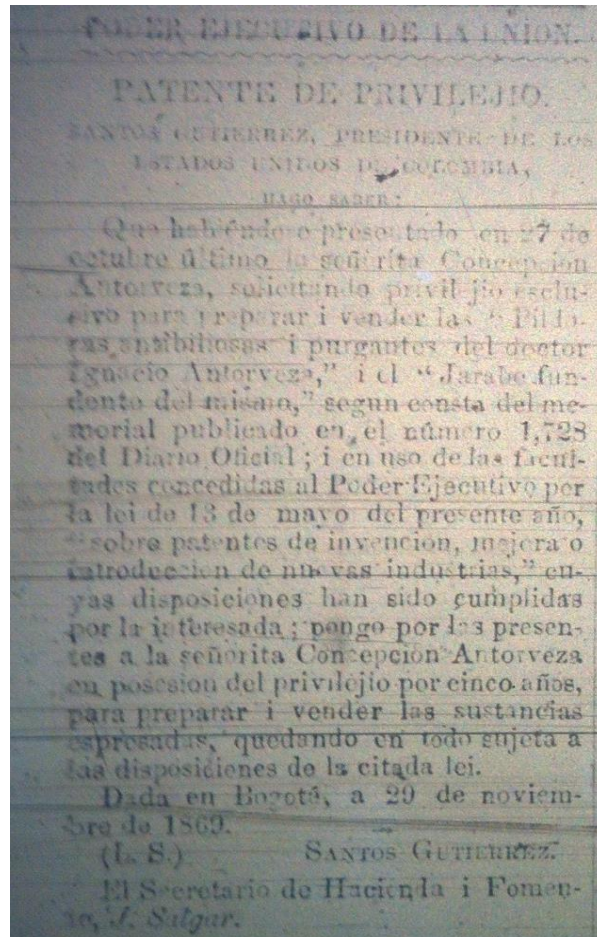 PODER EJECUTIVO DE LA UNION.
PATENTE DE PRIVILEJIO.
SANTOS GUTIERREZ, PRESIDENTE DE LOS
ESTADOS UNIDOS DE COLOMBIA,
HAGO SABER:
Que habiéndose presentado en 27 de
octubre último la señorita Concepcion
Antorveza, solicitando privilejio esclu-
sivo para preparar i vender las "Píldo-
ras antibiliosas i purgantes del doctor
Ignacio Antorveza," i el "Jarabe fun-
dente del mismo," segun consta del me-
morial publicado en el número 1,728
del Diario Oficial; i en uso de las facul-
tades concedidas al Poder Ejecutivo por
la lei de 13 de mayo del presente año,
"sobre patentes de invencion, mejora o
introduccion de nuevas industrias," cu-
yas disposiciones han sido cumplidas
por la interesada; pongo por las presen-
tes a la señorita Concepcion Antorveza
en posesion del privilejio por cinco años,
para preparar i vender las sustancias
espresadas, quedando en todo sujeta a
las disposiciones de la citada lei.
Dada en Bogotá, a 29 de noviem-
bre de 1869.
(L. S.) SANTOS GUTIERREZ.
El Secretario de Hacienda i Fomen-
to, J. Salgar.